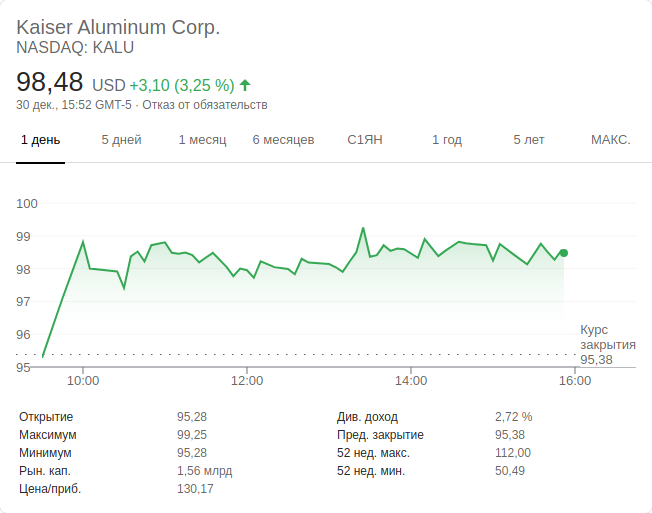 Kaiser Aluminum Corp.
NASDAQ: KALU
98,48 USD +3,10 (3,25 %)
30 дек., 15:52 GMT-5 · Отказ от обязательств
1 день 5 дней 1 месяц 6 месяцев С1ЯН 1 год 5 лет МАКС.
100
99
98
97
96
95
Курс
закрытия
95,38
10:00 12:00 14:00 16:00
Открытие 95,28 Див. доход 2,72 %
Максимум 99,25 Пред. закрытие 95,38
Минимум 95,28 52 нед. макс. 112,00
Рын. кап. 1,56 млрд 52 нед. мин. 50,49
Цена/приб. 130,17